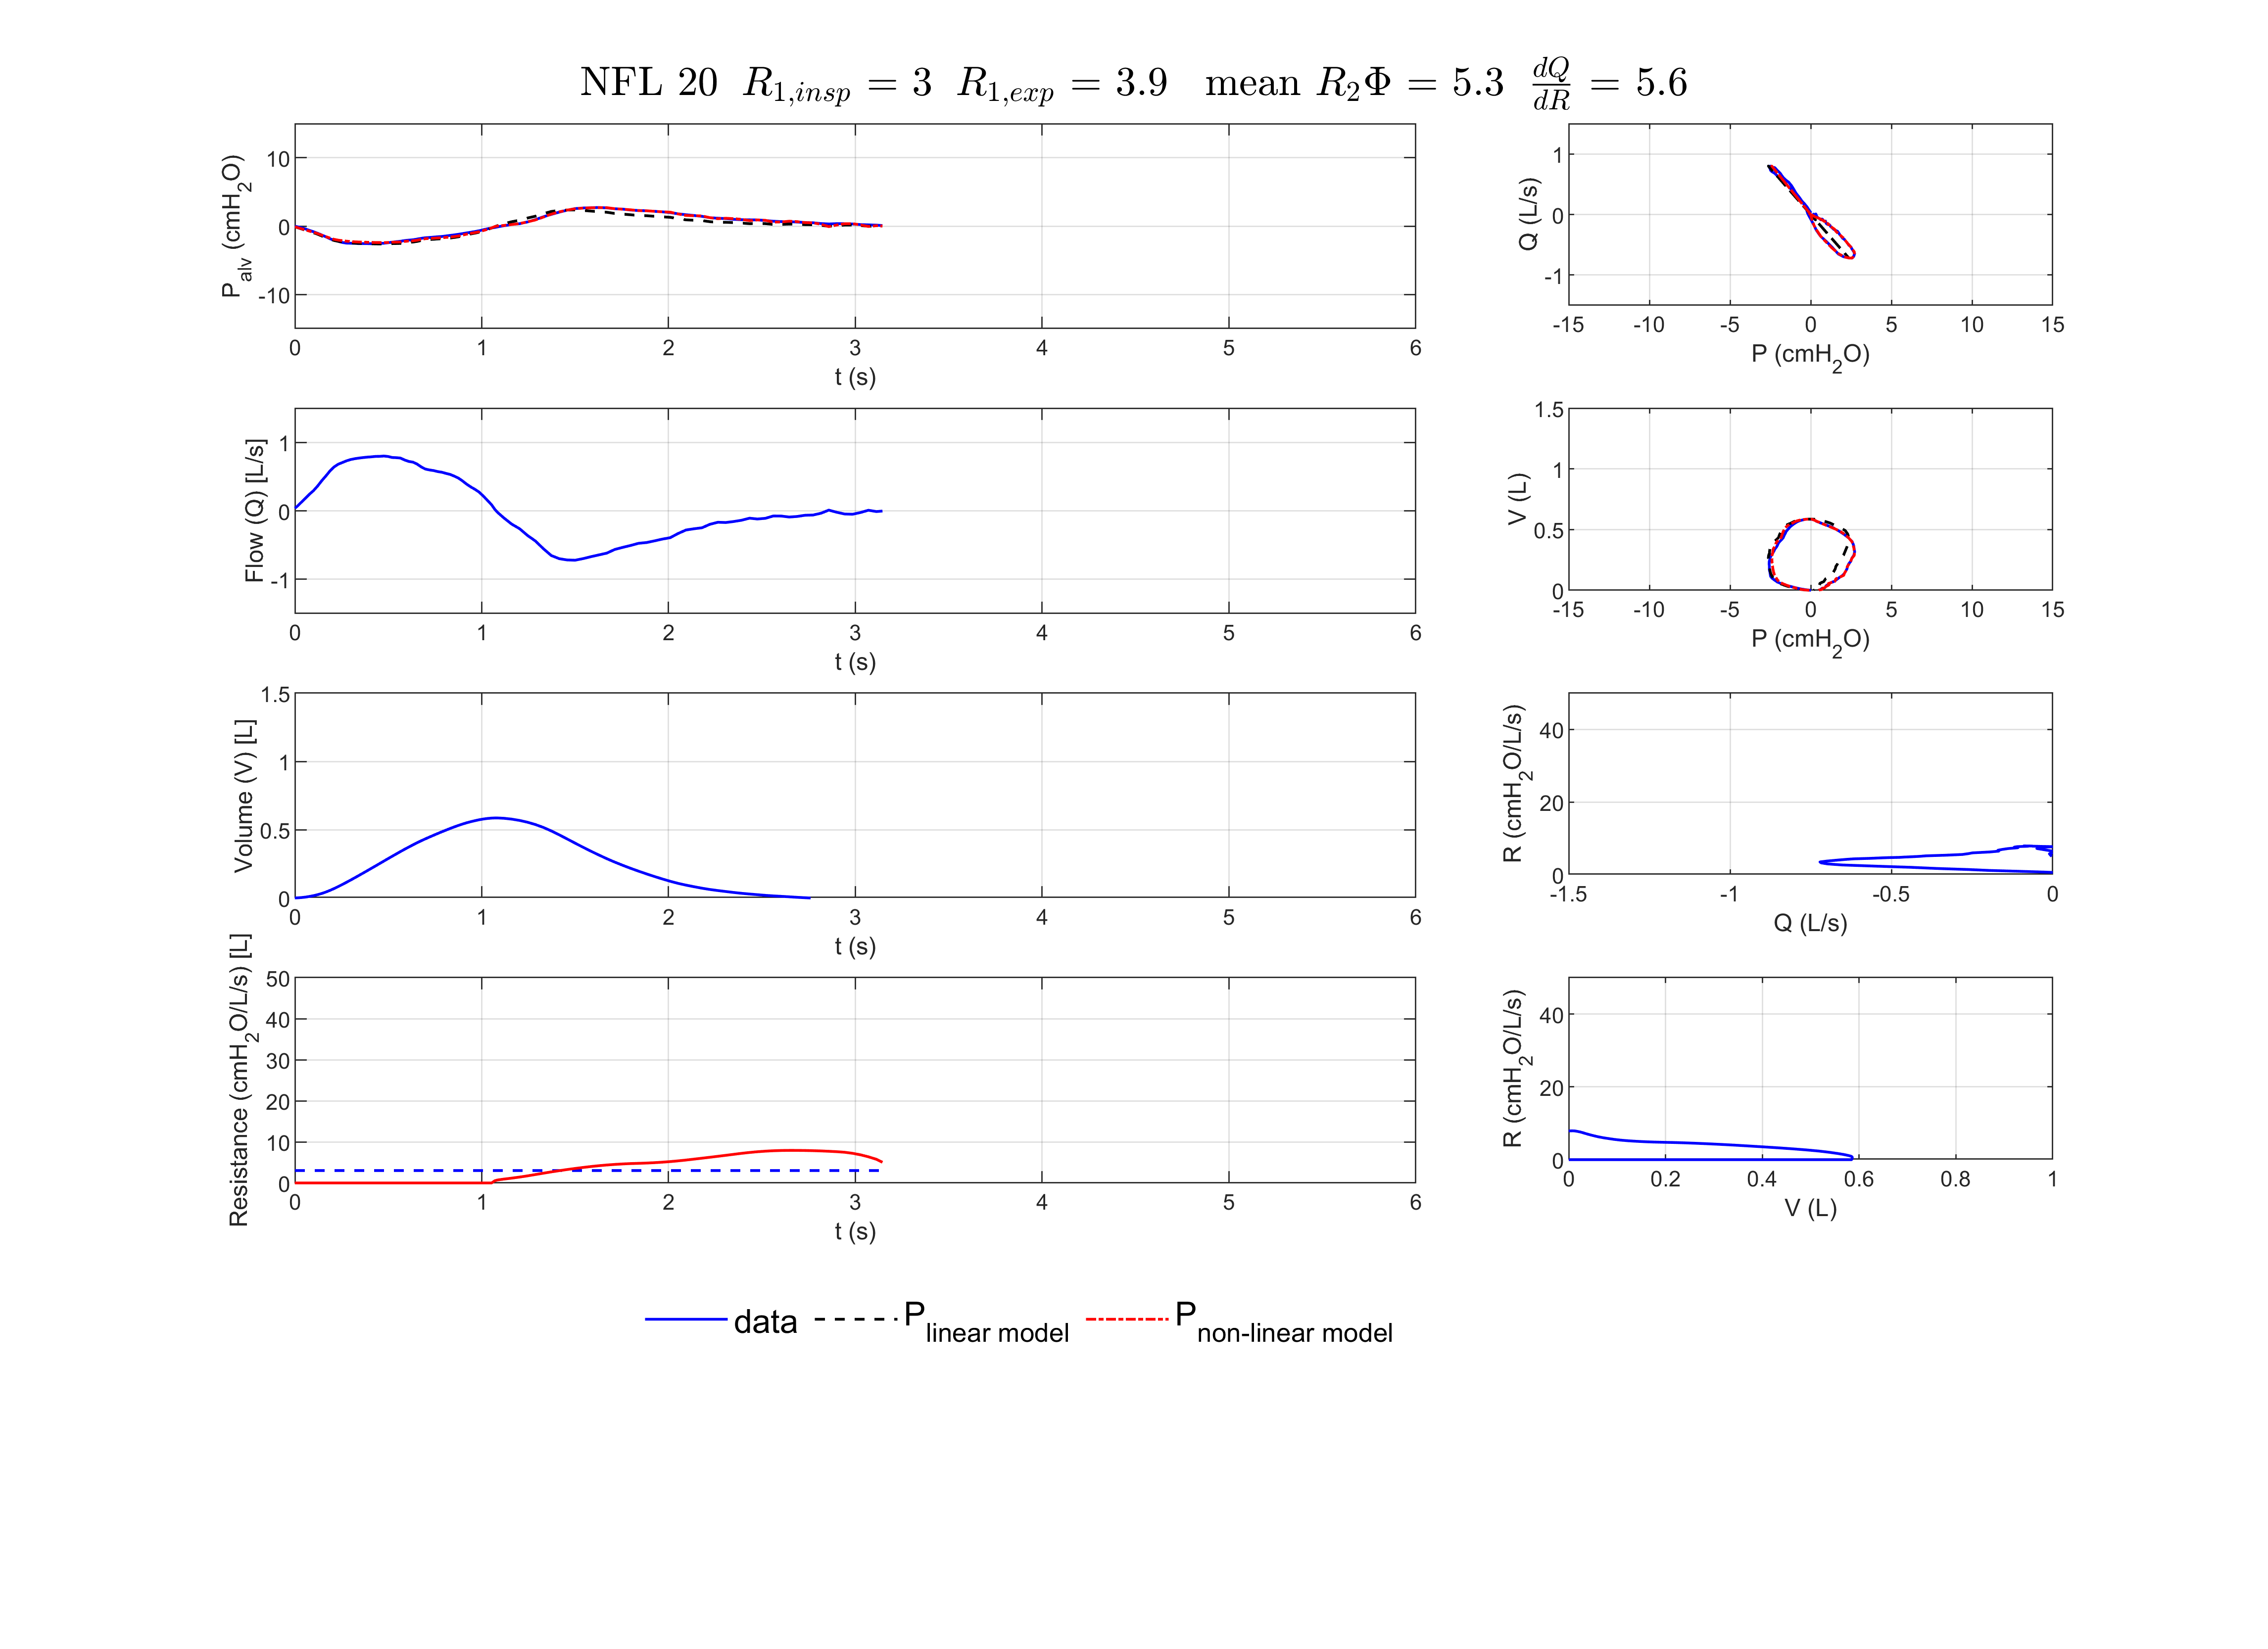 NFL 20 R1,insp = 3 R1,exp = 3.9 mean R2Φ = 5.3 dQ/dR = 5.6
Palv (cmH2O)
10
0
-10
0 1 2 3 4 5 6
t (s)
Q (L/s)
1
0
-1
-15 -10 -5 0 5 10 15
P (cmH2O)
Flow (Q) [L/s]
1
0
-1
0 1 2 3 4 5 6
t (s)
V (L)
1.5
1
0.5
0
-15 -10 -5 0 5 10 15
P (cmH2O)
Volume (V) [L]
1.5
1
0.5
0
0 1 2 3 4 5 6
t (s)
R (cmH2O/L/s)
40
20
0
-1.5 -1 -0.5 0
Q (L/s)
Resistance (cmH2O/L/s) [L]
50
40
30
20
10
0
0 1 2 3 4 5 6
t (s)
R (cmH2O/L/s)
40
20
0
0 0.2 0.4 0.6 0.8 1
V (L)
data Plinear model Pnon-linear model